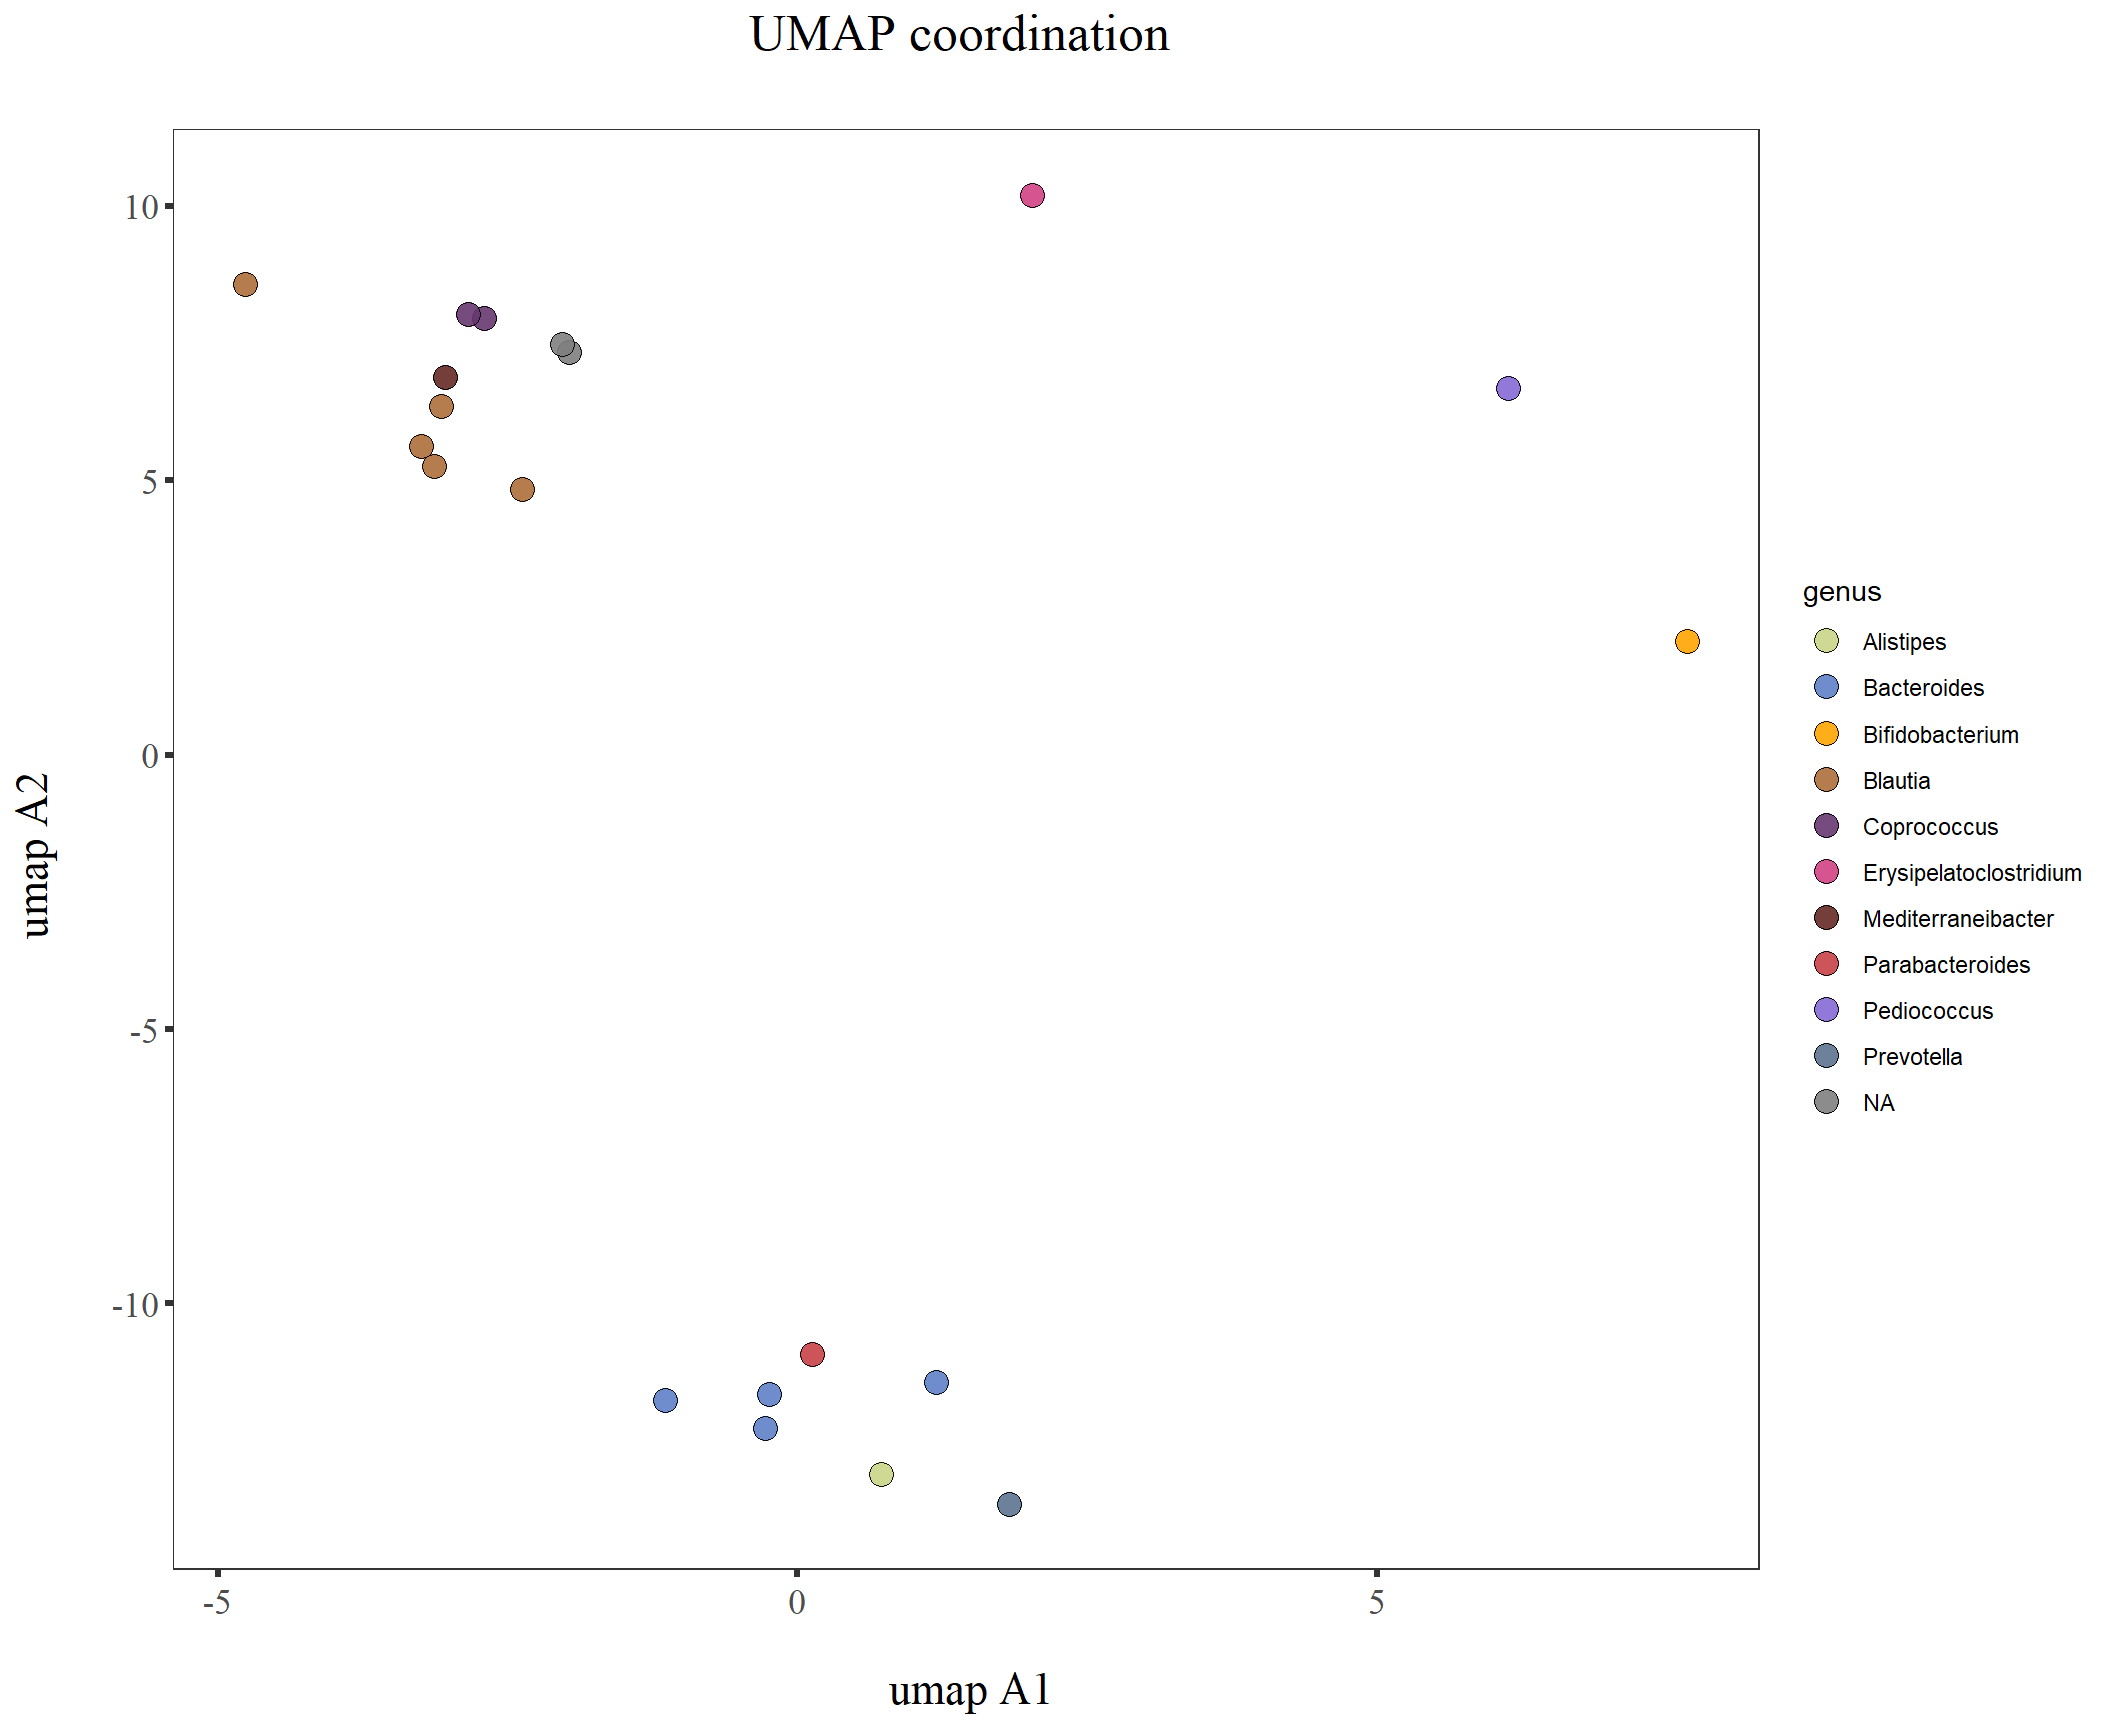 UMAP coordination
10
5
0
-5
-10
umap A2
-5 0 5
umap A1
genus
Alistipes
Bacteroides
Bifidobacterium
Blautia
Coprococcus
Erysipelatoclostridium
Mediterraneibacter
Parabacteroides
Pediococcus
Prevotella
NA